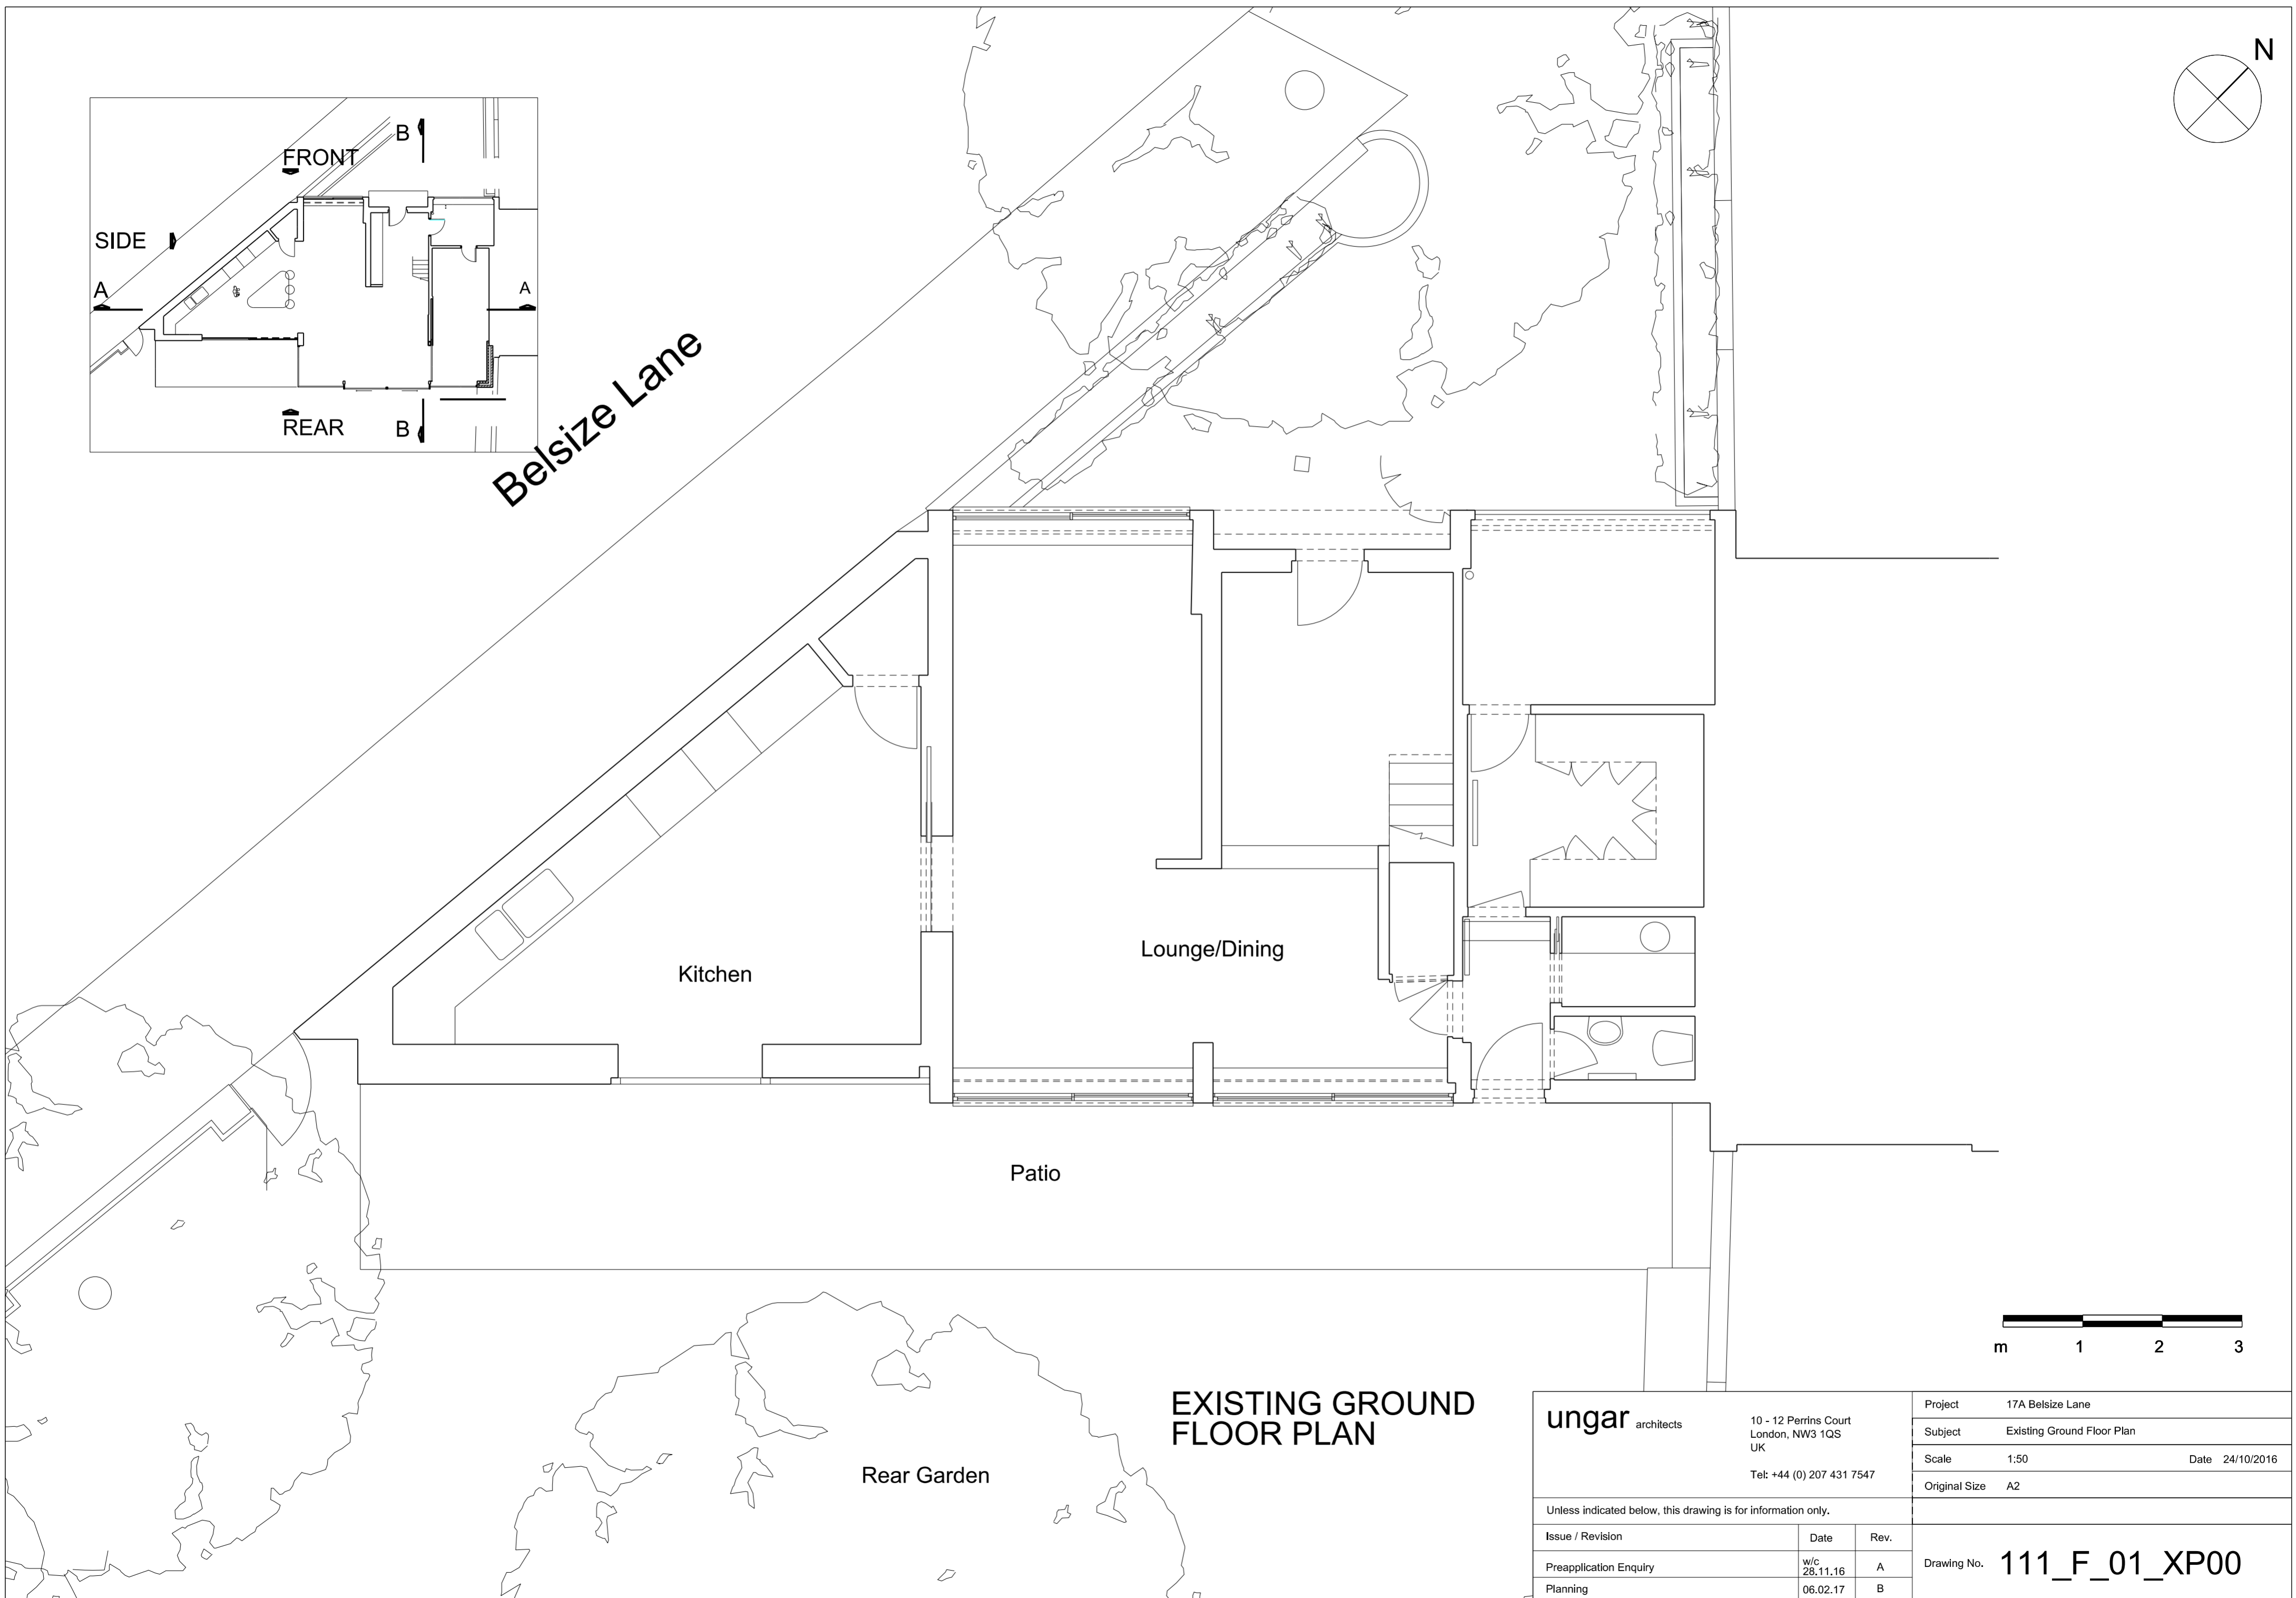 N
B
FRONT
SIDE
A
A
REAR
B
Belsize Lane
Kitchen
Lounge/Dining
Patio
Rear Garden
EXISTING GROUND
FLOOR PLAN
m 1 2 3
ungar architects
10 - 12 Perrins Court
London, NW3 1QS
UK
Tel: +44 (0) 207 431 7547
Unless indicated below, this drawing is for information only.
Issue / Revision Date Rev.
Preapplication Enquiry w/c 28.11.16 A
Planning 06.02.17 B
Project 17A Belsize Lane
Subject Existing Ground Floor Plan
Scale 1:50 Date 24/10/2016
Original Size A2
Drawing No. 111_F_01_XP00